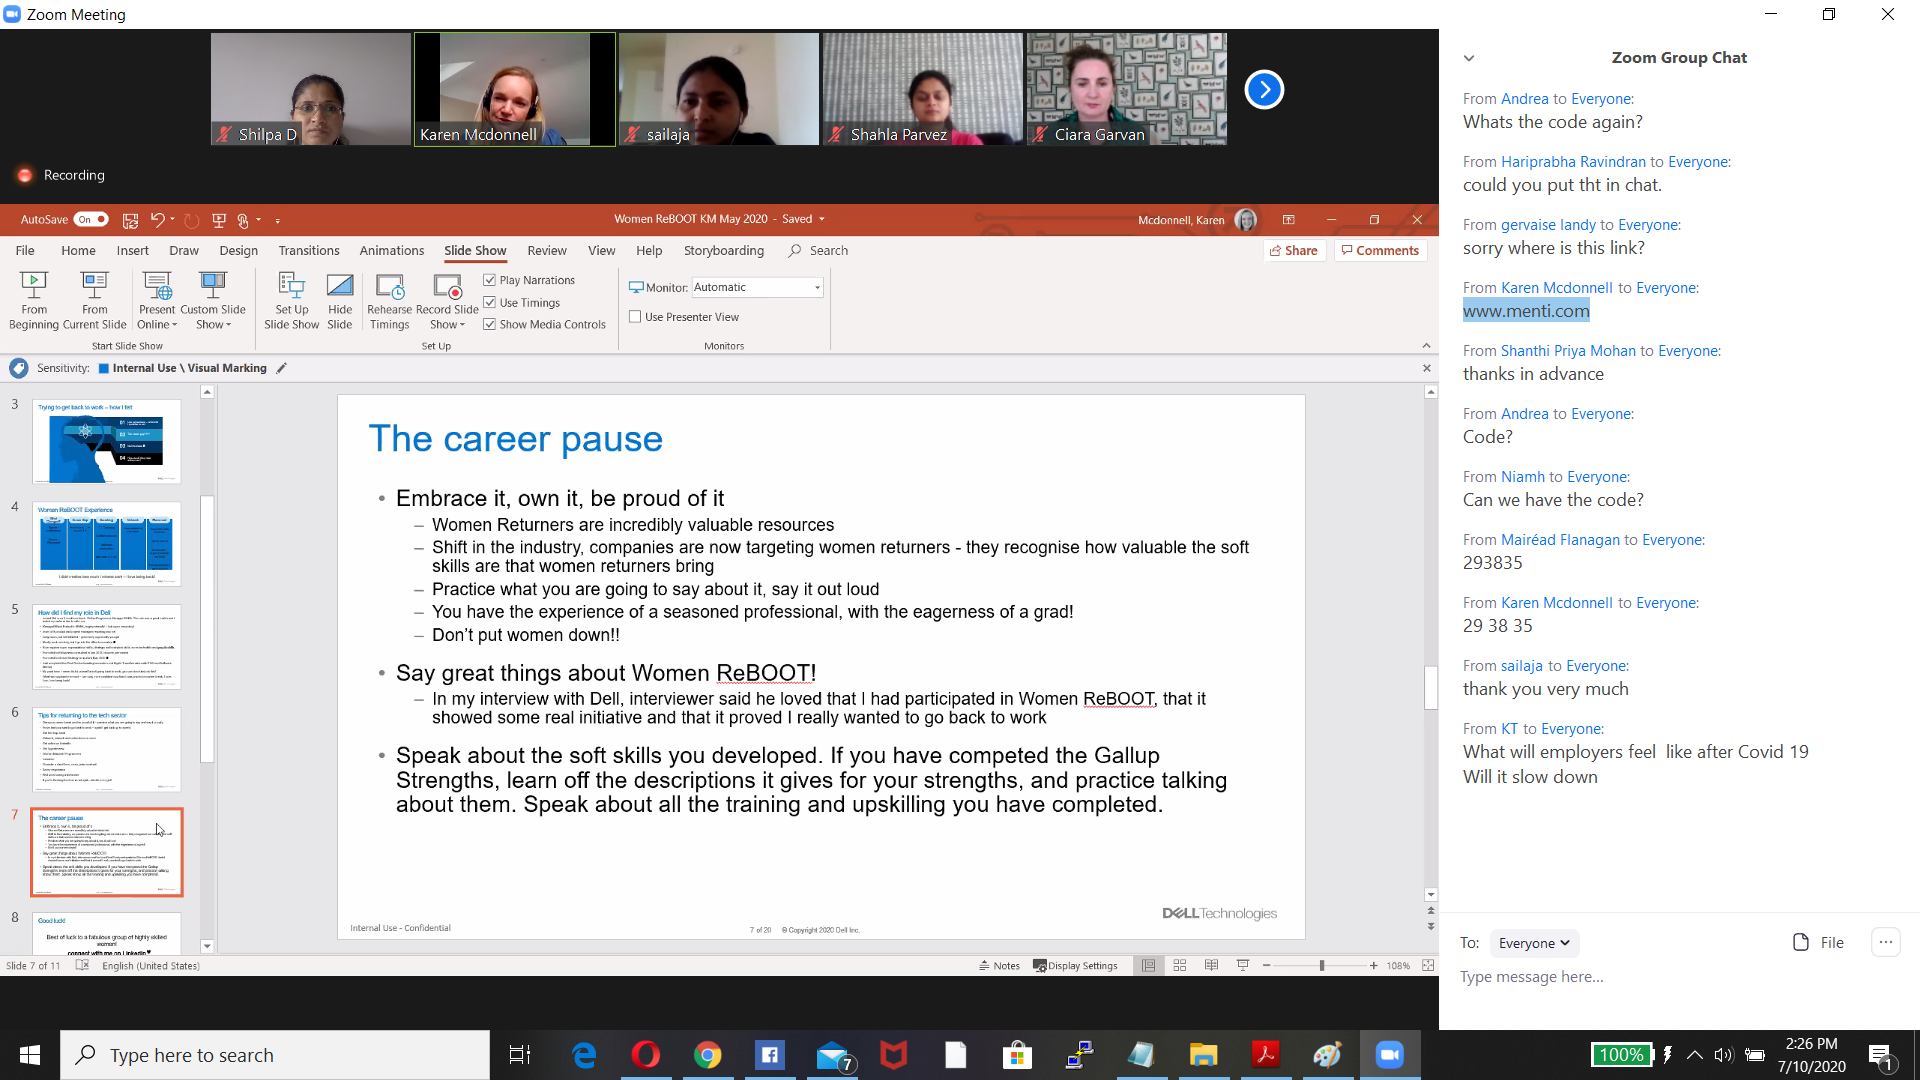 Zoom Meeting
Shilpa D
Karen Mcdonnell
sailaja
Shahla Parvez
Ciara Garvan
Recording
AutoSave On
Women ReBOOT KM May 2020 - Saved
Mcdonnell, Karen
File Home Insert Draw Design Transitions Animations Slide Show Review View Help Storyboarding Search
Share Comments
From Beginning
From Current Slide
Present Online
Custom Slide Show
Set Up Slide Show
Hide Slide
Rehearse Timings
Record Slide Show
Play Narrations
Use Timings
Show Media Controls
Monitor: Automatic
Use Presenter View
Start Slide Show
Set Up
Monitors
Sensitivity: Internal Use \ Visual Marking
3
Trying to get back to work – how I felt
4
Women ReBOOT Experience
5
How did I find my role in Dell
6
Tips for returning to the tech sector
7
The career pause
8
Good luck!
Best of luck to a fabulous group of highly skilled
women!
connect with me on LinkedIn
The career pause
• Embrace it, own it, be proud of it
– Women Returners are incredibly valuable resources
– Shift in the industry, companies are now targeting women returners - they recognise how valuable the soft
skills are that women returners bring
– Practice what you are going to say about it, say it out loud
– You have the experience of a seasoned professional, with the eagerness of a grad!
– Don't put women down!!
• Say great things about Women ReBOOT!
– In my interview with Dell, interviewer said he loved that I had participated in Women ReBOOT, that it
showed some real initiative and that it proved I really wanted to go back to work
• Speak about the soft skills you developed. If you have competed the Gallup
Strengths, learn off the descriptions it gives for your strengths, and practice talking
about them. Speak about all the training and upskilling you have completed.
DELLTechnologies
Internal Use - Confidential
7 of 20
© Copyright 2020 Dell Inc.
Slide 7 of 11
English (United States)
Notes
Display Settings
108%
Zoom Group Chat
From Andrea to Everyone:
Whats the code again?
From Hariprabha Ravindran to Everyone:
could you put tht in chat.
From gervaise landy to Everyone:
sorry where is this link?
From Karen Mcdonnell to Everyone:
www.menti.com
From Shanthi Priya Mohan to Everyone:
thanks in advance
From Andrea to Everyone:
Code?
From Niamh to Everyone:
Can we have the code?
From Mairéad Flanagan to Everyone:
293835
From Karen Mcdonnell to Everyone:
29 38 35
From sailaja to Everyone:
thank you very much
From KT to Everyone:
What will employers feel  like after Covid 19
Will it slow down
To: Everyone
File
Type message here...
Type here to search
7
100%
2:26 PM
7/10/2020
1